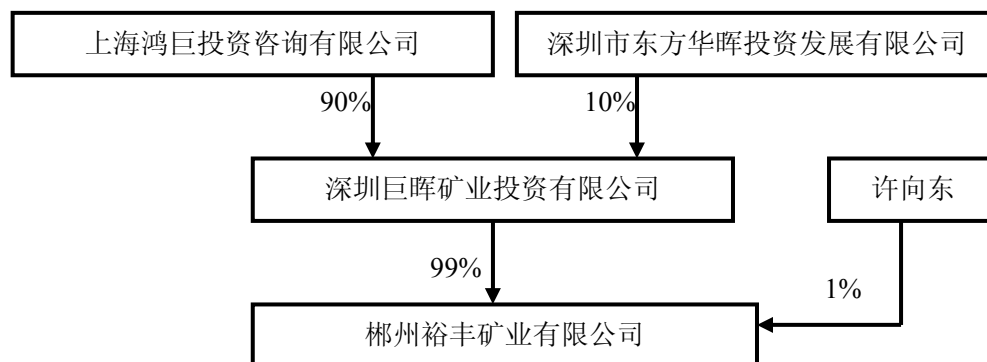 上海鸿巨投资咨询有限公司
深圳市东方华晖投资发展有限公司
90%
10%
深圳巨晖矿业投资有限公司
许向东
99%
1%
郴州裕丰矿业有限公司